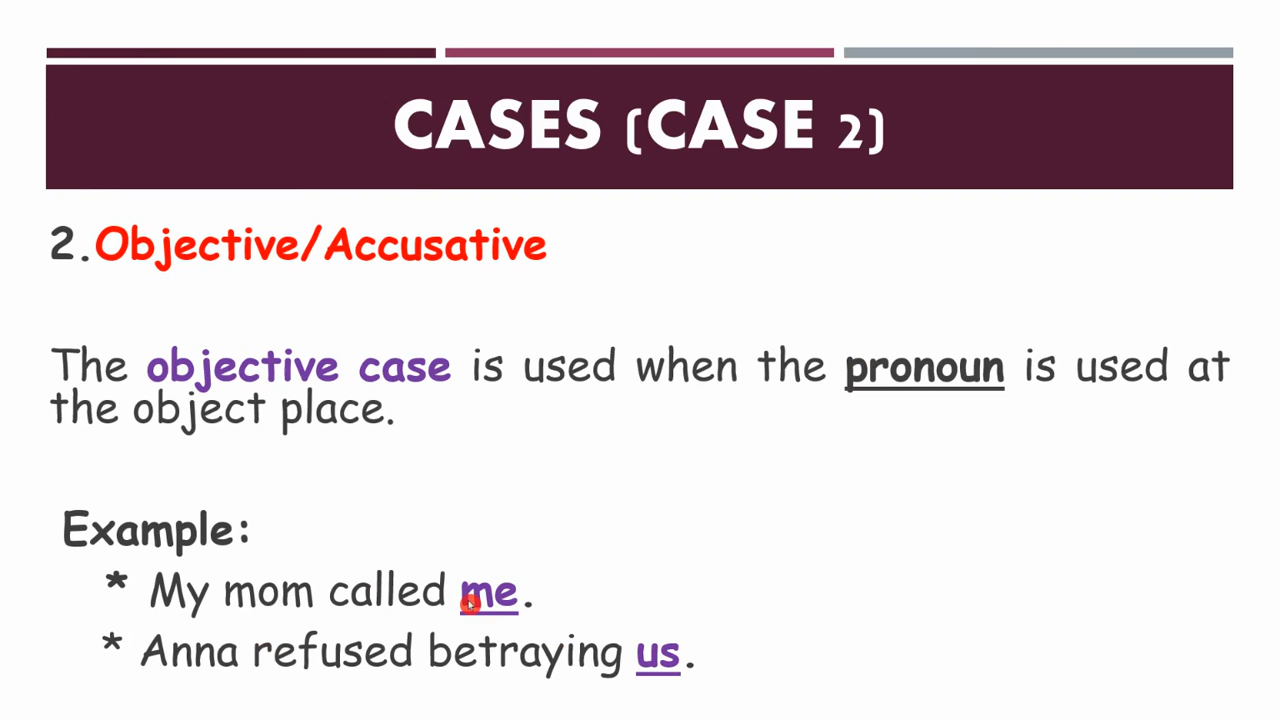 CASES (CASE 2)
2.Objective/Accusative
The objective case is used when the pronoun is used at
the object place.
Example:
* My mom called me.
* Anna refused betraying us.